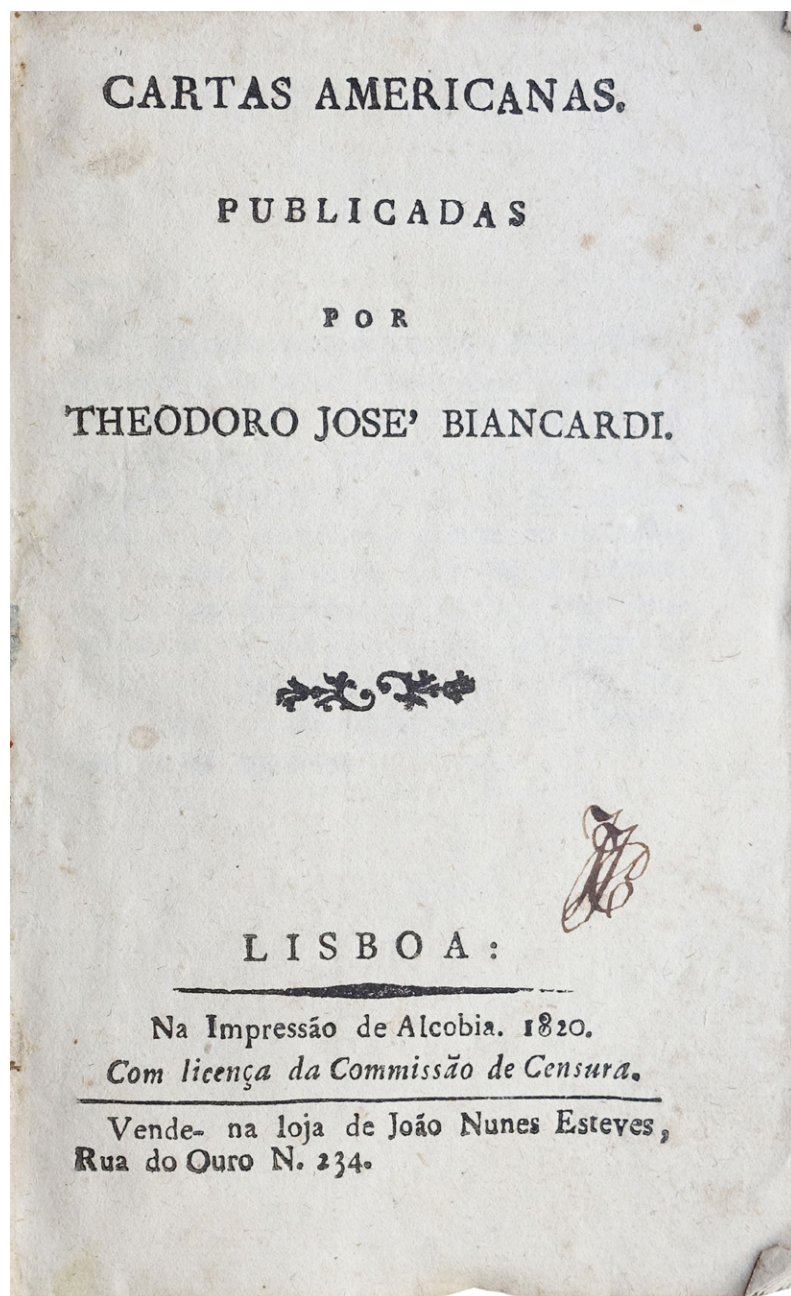 CARTAS AMERICANAS.
PUBLICADAS
POR
THEODORO JOSE' BIANCARDI.
LISBOA:
Na Impressão de Alcobia. 1820.
Com licença da Commissão de Censura.
Vende- na loja de João Nunes Esteves,
Rua do Ouro N. 234.